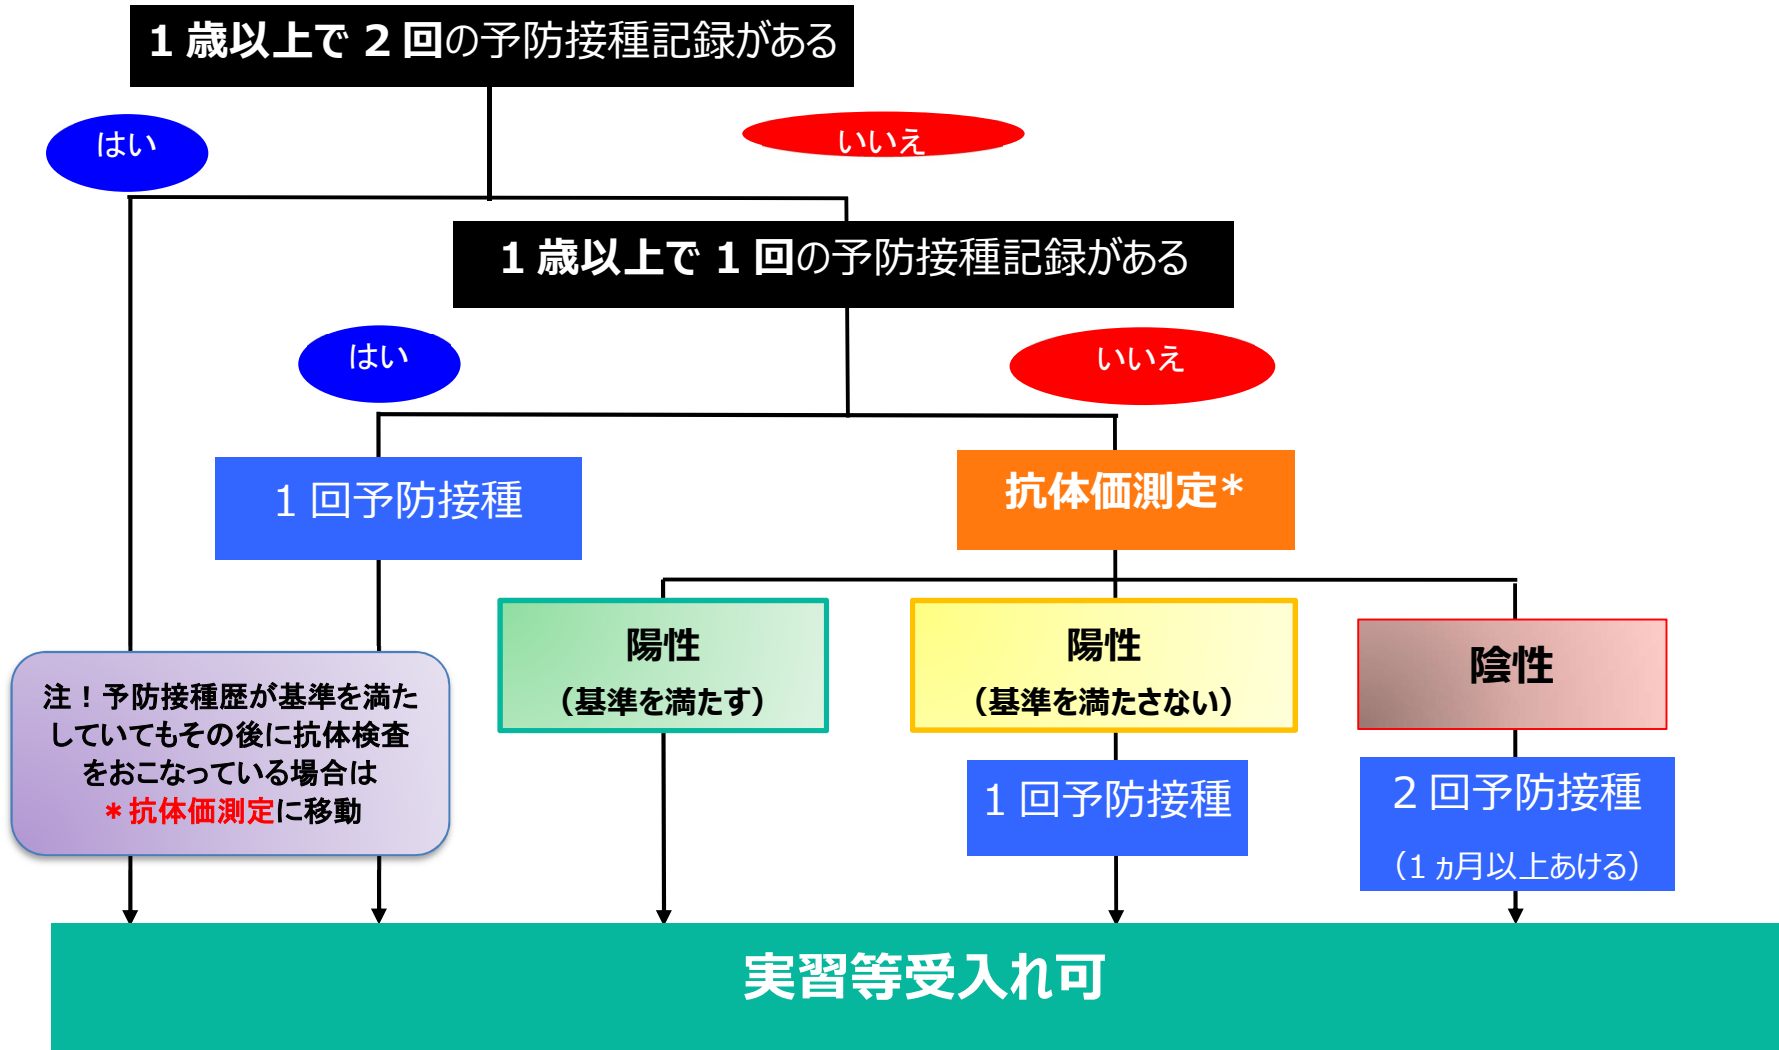 1歳以上で2回の予防接種記録がある
はい
いいえ
1歳以上で1回の予防接種記録がある
はい
いいえ
1回予防接種
抗体価測定*
陽性
（基準を満たす）
陽性
（基準を満たさない）
陰性
注！予防接種歴が基準を満た
していてもその後に抗体検査
をおこなっている場合は
＊抗体価測定に移動
1回予防接種
2回予防接種
（1ヵ月以上あける）
実習等受入れ可